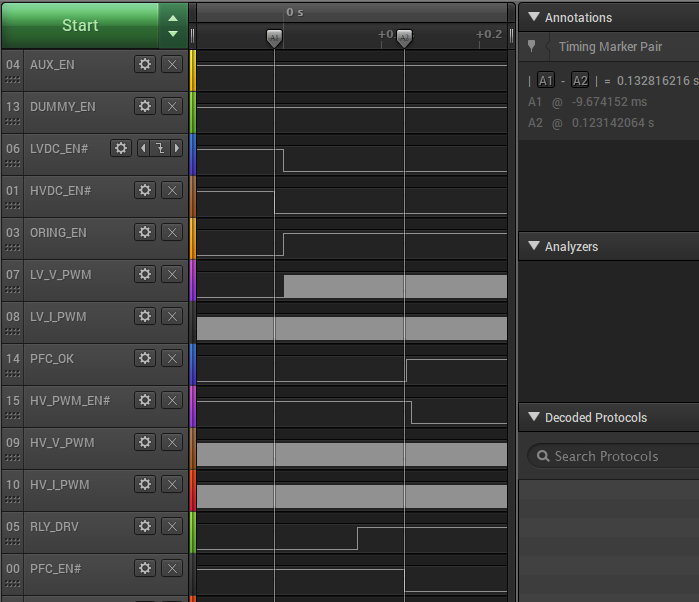 Start
0 s
+0.
+0.2
A1
A2
04 AUX_EN
13 DUMMY_EN
06 LVDC_EN#
01 HVDC_EN#
03 ORING_EN
07 LV_V_PWM
08 LV_I_PWM
14 PFC_OK
15 HV_PWM_EN#
09 HV_V_PWM
10 HV_I_PWM
05 RLY_DRV
00 PFC_EN#
Annotations
Timing Marker Pair
| A1 - A2 | = 0.132816216 s
A1 @ -9.674152 ms
A2 @ 0.123142064 s
Analyzers
Decoded Protocols
Search Protocols